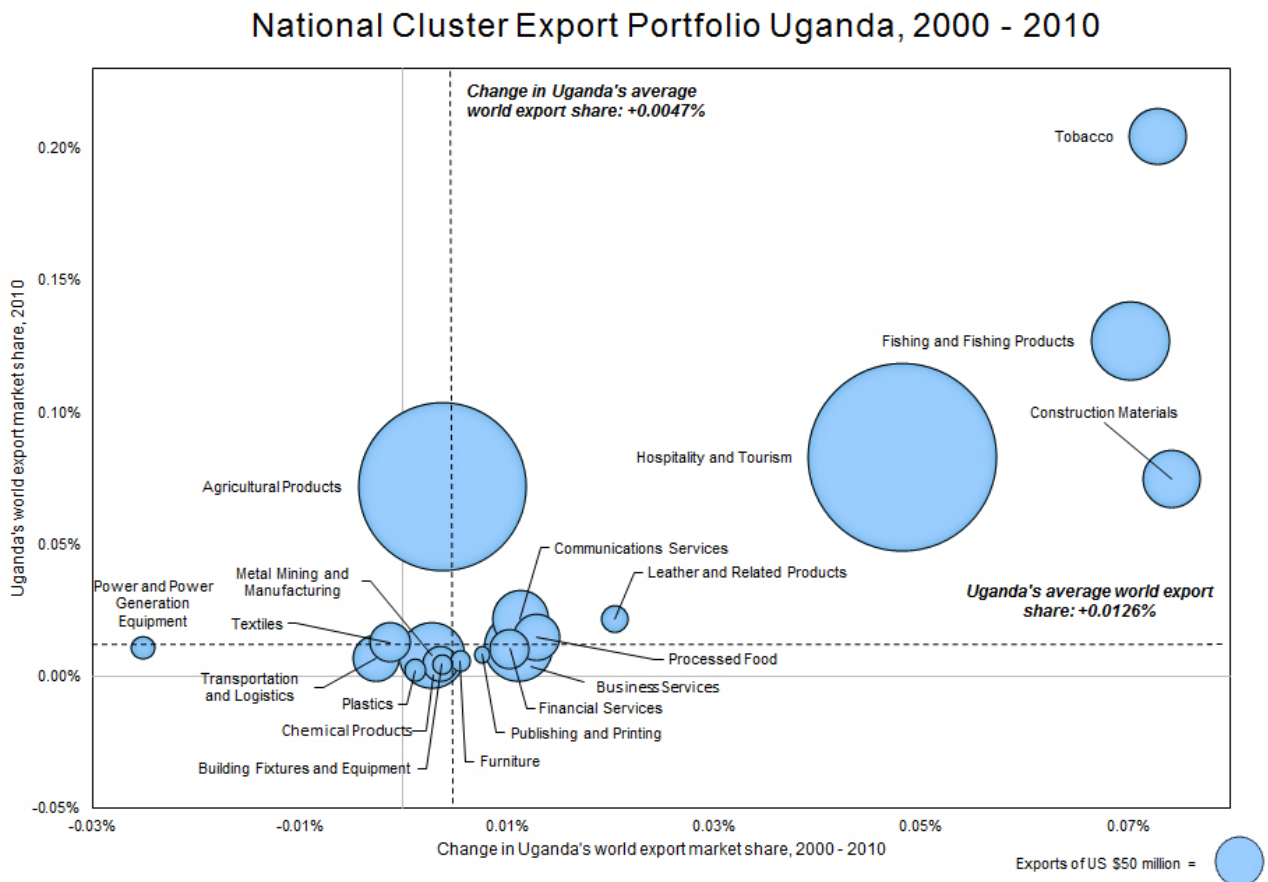 National Cluster Export Portfolio Uganda, 2000 - 2010
Change in Uganda's average
world export share: +0.0047%
Tobacco
0.20%
0.15%
Fishing and Fishing Products
Construction Materials
0.10%
Hospitality and Tourism
Agricultural Products
Uganda's world export market share, 2010
0.05%
Communications Services
Leather and Related Products
Metal Mining and
Manufacturing
Power and Power
Generation
Equipment
Textiles
Uganda's average world export
share: +0.0126%
Processed Food
0.00%
Transportation
and Logistics
Business Services
Plastics
Financial Services
Chemical Products
Publishing and Printing
Building Fixtures and Equipment
Furniture
-0.05%
-0.03%
-0.01%
0.01%
0.03%
0.05%
0.07%
Change in Uganda's world export market share, 2000 - 2010
Exports of US $50 million =